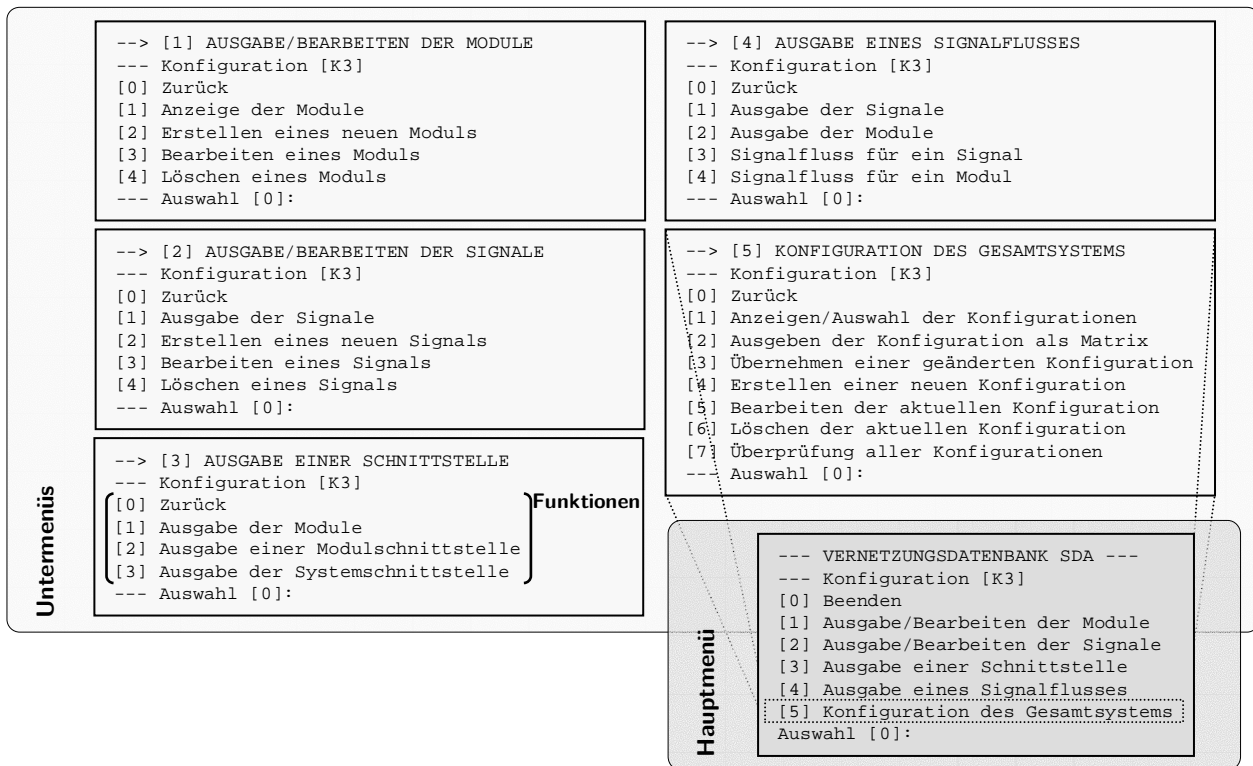 --> [1] AUSGABE/BEARBEITEN DER MODULE
--- Konfiguration [K3]
[0] Zurück
[1] Anzeige der Module
[2] Erstellen eines neuen Moduls
[3] Bearbeiten eines Moduls
[4] Löschen eines Moduls
--- Auswahl [0]:
--> [2] AUSGABE/BEARBEITEN DER SIGNALE
--- Konfiguration [K3]
[0] Zurück
[1] Ausgabe der Signale
[2] Erstellen eines neuen Signals
[3] Bearbeiten eines Signals
[4] Löschen eines Signals
--- Auswahl [0]:
--> [3] AUSGABE EINER SCHNITTSTELLE
--- Konfiguration [K3]
[0] Zurück
[1] Ausgabe der Module
[2] Ausgabe einer Modulschnittstelle
[3] Ausgabe der Systemschnittstelle
--- Auswahl [0]:
Funktionen
Untermenüs
--> [4] AUSGABE EINES SIGNALFLUSSES
--- Konfiguration [K3]
[0] Zurück
[1] Ausgabe der Signale
[2] Ausgabe der Module
[3] Signalfluss für ein Signal
[4] Signalfluss für ein Modul
--- Auswahl [0]:
--> [5] KONFIGURATION DES GESAMTSYSTEMS
--- Konfiguration [K3]
[0] Zurück
[1] Anzeigen/Auswahl der Konfigurationen
[2] Ausgeben der Konfiguration als Matrix
[3] Übernehmen einer geänderten Konfiguration
[4] Erstellen einer neuen Konfiguration
[5] Bearbeiten der aktuellen Konfiguration
[6] Löschen der aktuellen Konfiguration
[7] Überprüfung aller Konfigurationen
--- Auswahl [0]:
Hauptmenü
--- VERNETZUNGSDATENBANK SDA ---
--- Konfiguration [K3]
[0] Beenden
[1] Ausgabe/Bearbeiten der Module
[2] Ausgabe/Bearbeiten der Signale
[3] Ausgabe einer Schnittstelle
[4] Ausgabe eines Signalflusses
[5] Konfiguration des Gesamtsystems
Auswahl [0]: